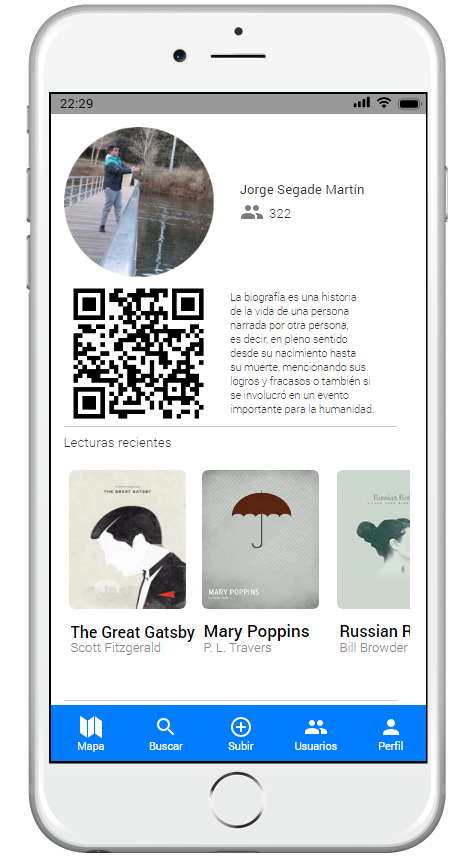 22:29
Jorge Segade Martín
322
La biografía es una historia
de la vida de una persona
narrada por otra persona,
es decir, en pleno sentido
desde su nacimiento hasta
su muerte, mencionando sus
logros y fracasos o también si
se involucró en un evento
importante para la humanidad.
Lecturas recientes
THE GREAT GATSBY
MARY POPPINS
Russian Red
The Great Gatsby
Scott Fitzgerald
Mary Poppins
P. L. Travers
Russian R
Bill Browder
Mapa
Buscar
Subir
Usuarios
Perfil